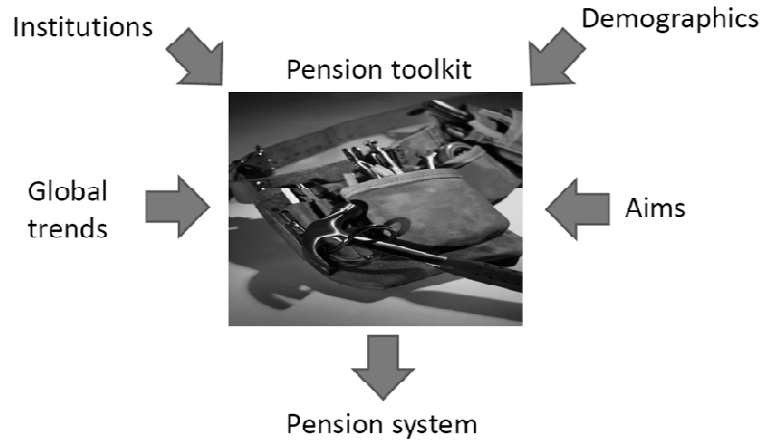 Institutions
Demographics
Pension toolkit
Global
trends
Aims
Pension system